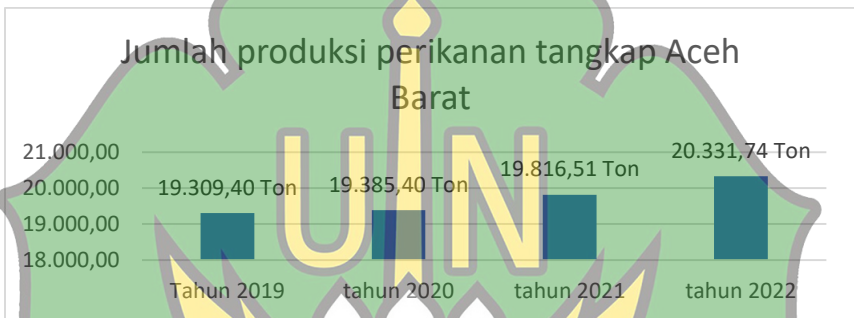 Jumlah produksi perikanan tangkap Aceh
Barat
21.000,00
20.000,00
19.000,00
18.000,00
19.309,40 Ton
19.385,40 Ton
19.816,51 Ton
20.331,74 Ton
Tahun 2019
tahun 2020
tahun 2021
tahun 2022
UIN